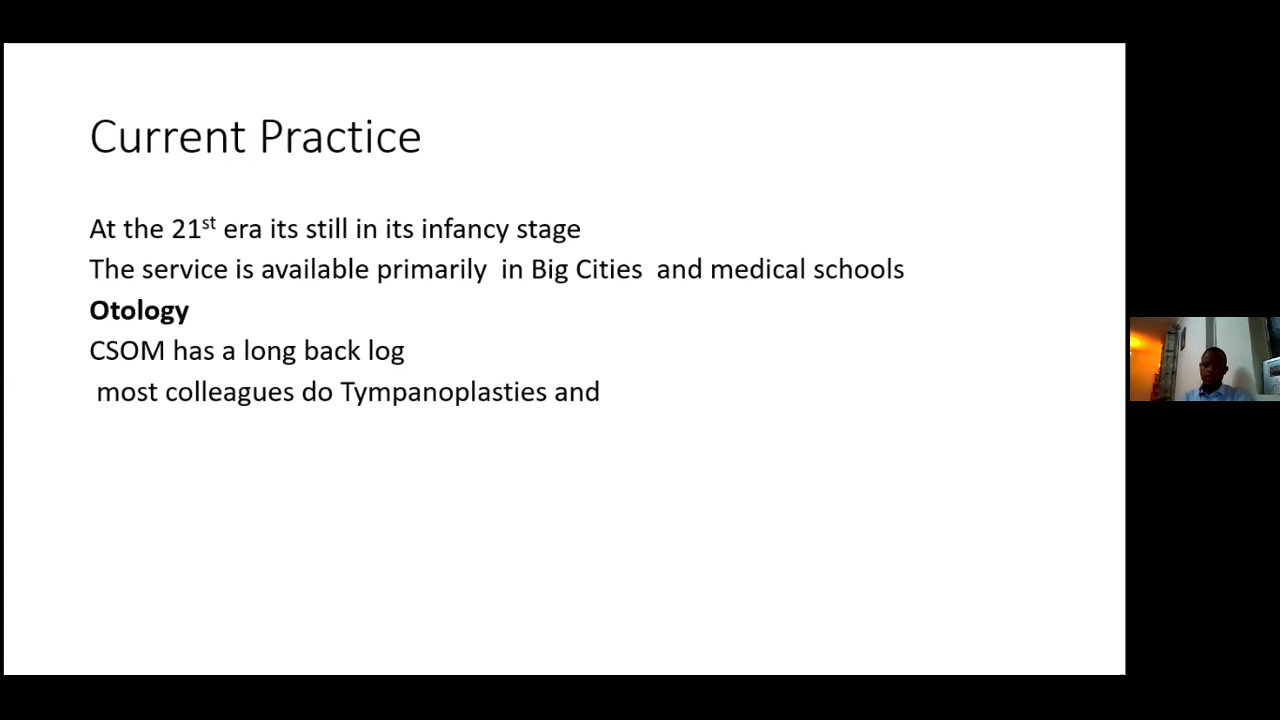 Current Practice
At the 21st era its still in its infancy stage
The service is available primarily  in Big Cities  and medical schools
Otology
CSOM has a long back log
most colleagues do Tympanoplasties and